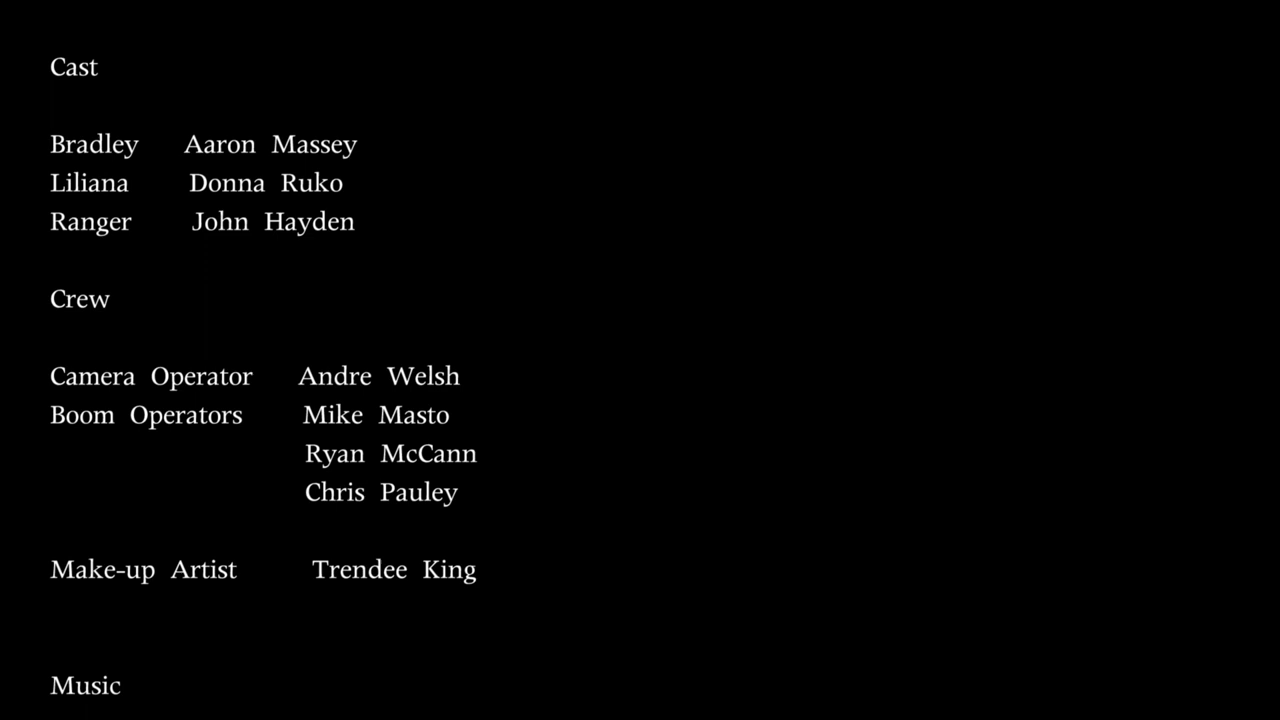 Cast
Bradley Aaron Massey
Liliana Donna Ruko
Ranger John Hayden
Crew
Camera Operator Andre Welsh
Boom Operators Mike Masto
Ryan McCann
Chris Pauley
Make-up Artist Trendee King
Music